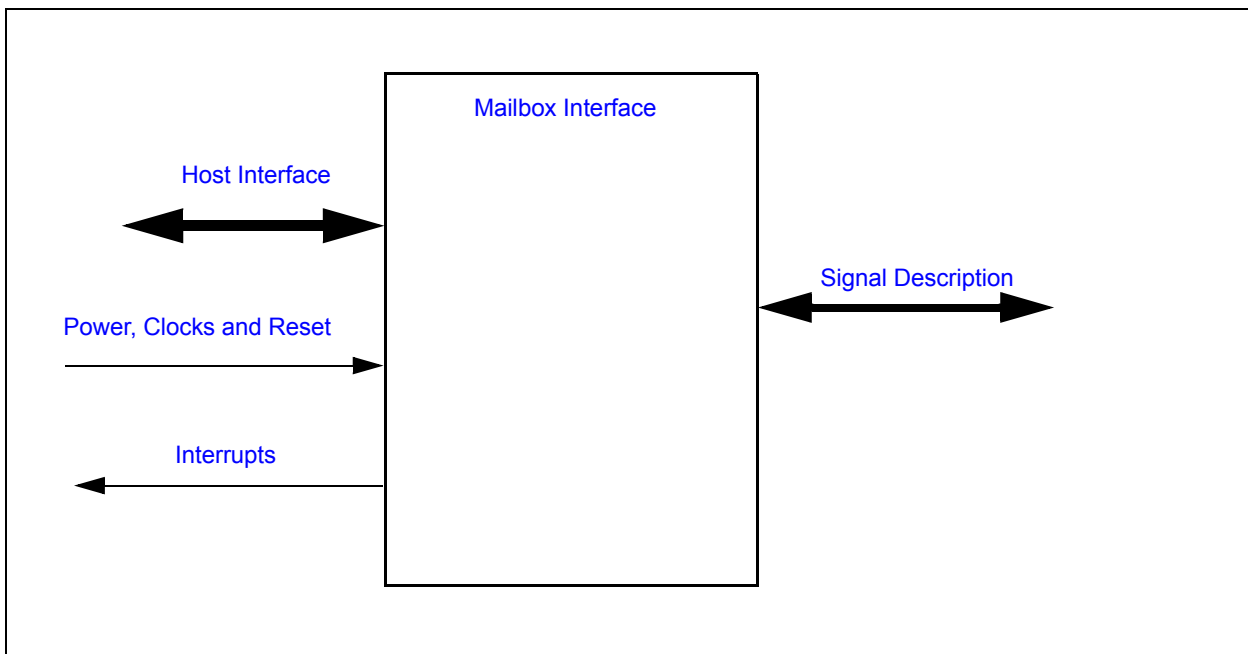 Mailbox Interface
Host Interface
Signal Description
Power, Clocks and Reset
Interrupts